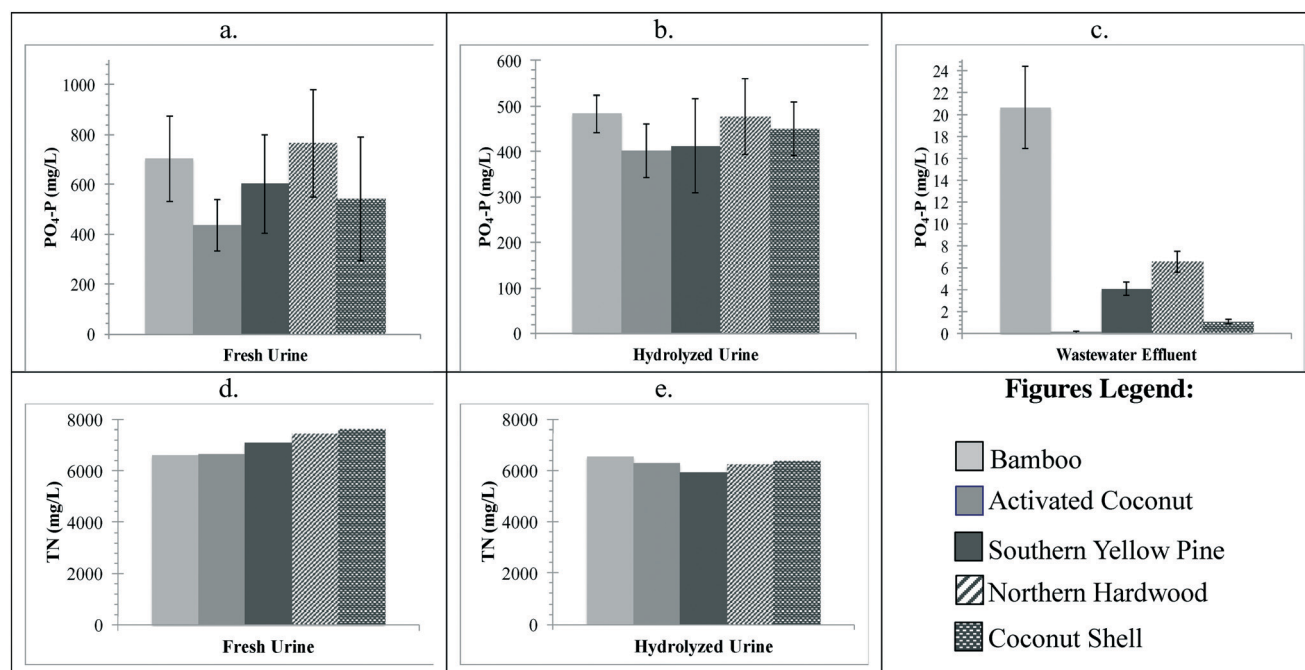 a.
PO₄-P (mg/L)
1000
800
600
400
200
0
Fresh Urine
b.
PO₄-P (mg/L)
600
500
400
300
200
100
0
Hydrolyzed Urine
c.
PO₄-P (mg/L)
24
22
20
18
16
14
12
10
8
6
4
2
0
Wastewater Effluent
d.
TN (mg/L)
8000
6000
4000
2000
0
Fresh Urine
e.
TN (mg/L)
8000
6000
4000
2000
0
Hydrolyzed Urine
Figures Legend:
Bamboo
Activated Coconut
Southern Yellow Pine
Northern Hardwood
Coconut Shell